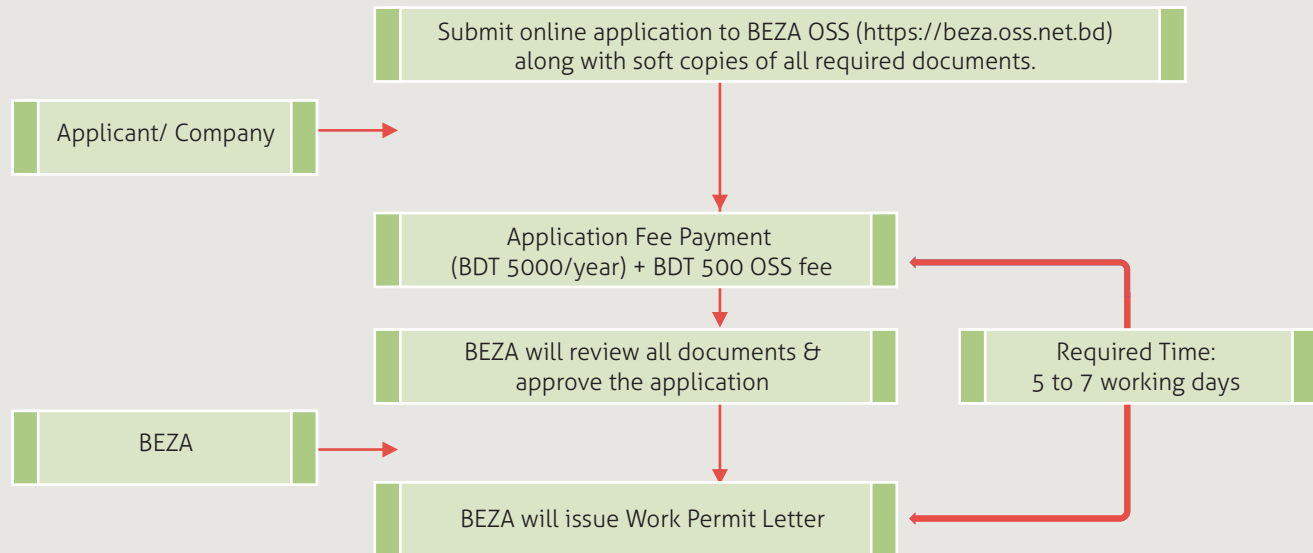 Submit online application to BEZA OSS (https://beza.oss.net.bd)
along with soft copies of all required documents.
Applicant/ Company
Application Fee Payment
(BDT 5000/year) + BDT 500 OSS fee
BEZA will review all documents &
approve the application
Required Time:
5 to 7 working days
BEZA
BEZA will issue Work Permit Letter